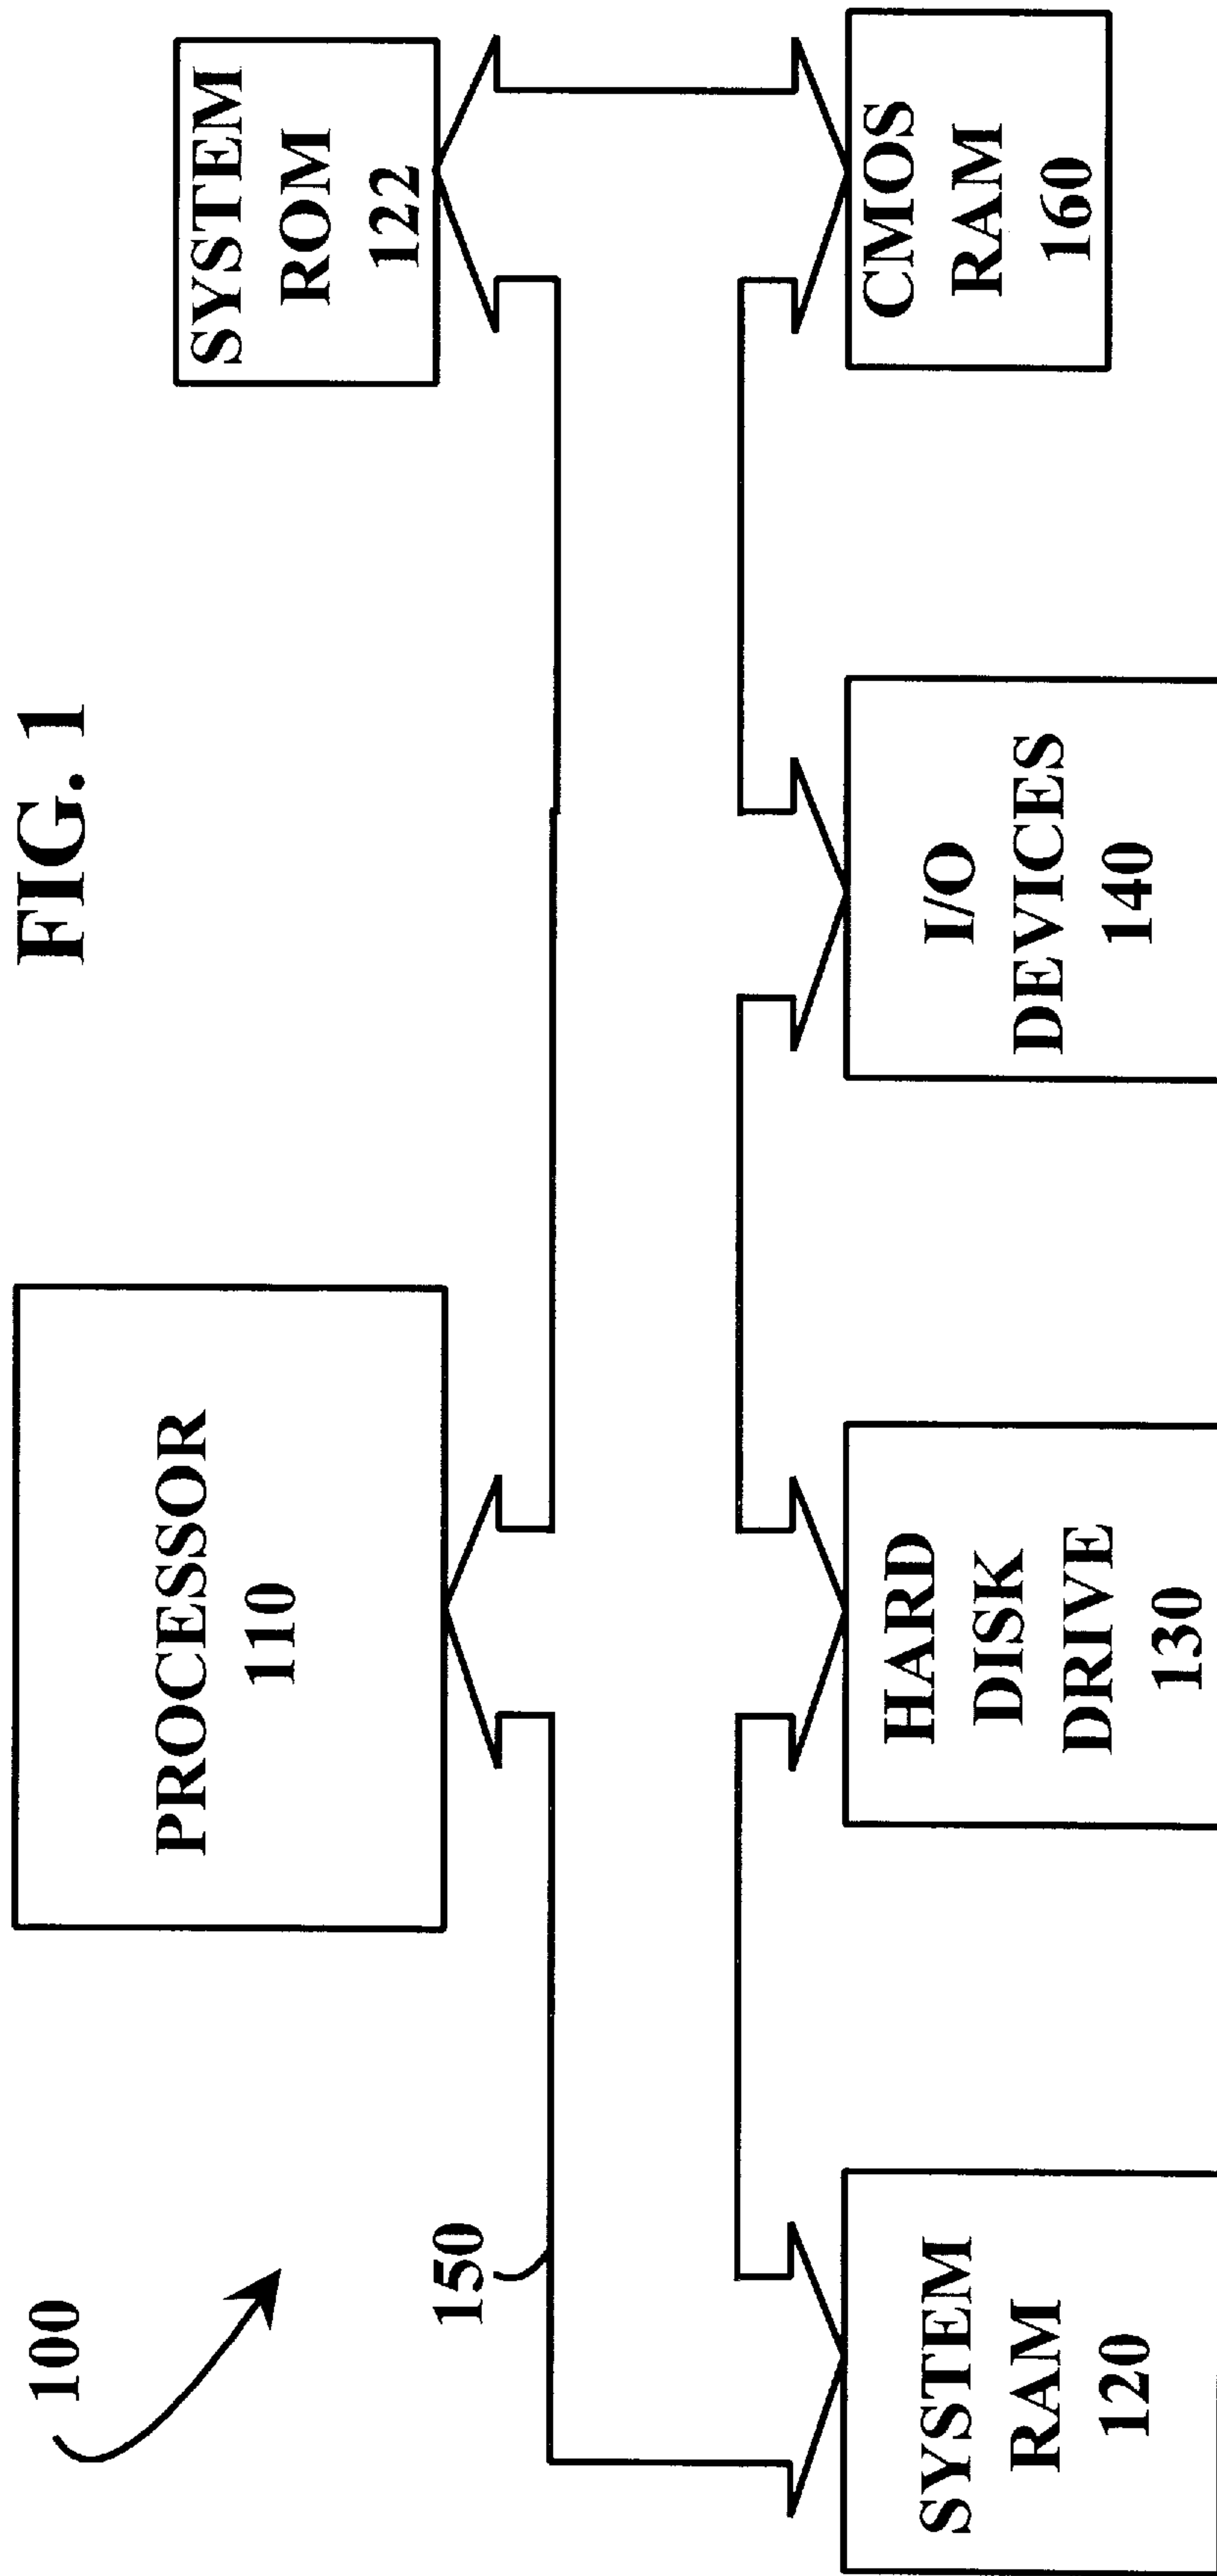 FIG. 1
100
PROCESSOR
110
SYSTEM
ROM
122
150
SYSTEM
RAM
120
HARD
DISK
DRIVE
130
I/O
DEVICES
140
CMOS
RAM
160